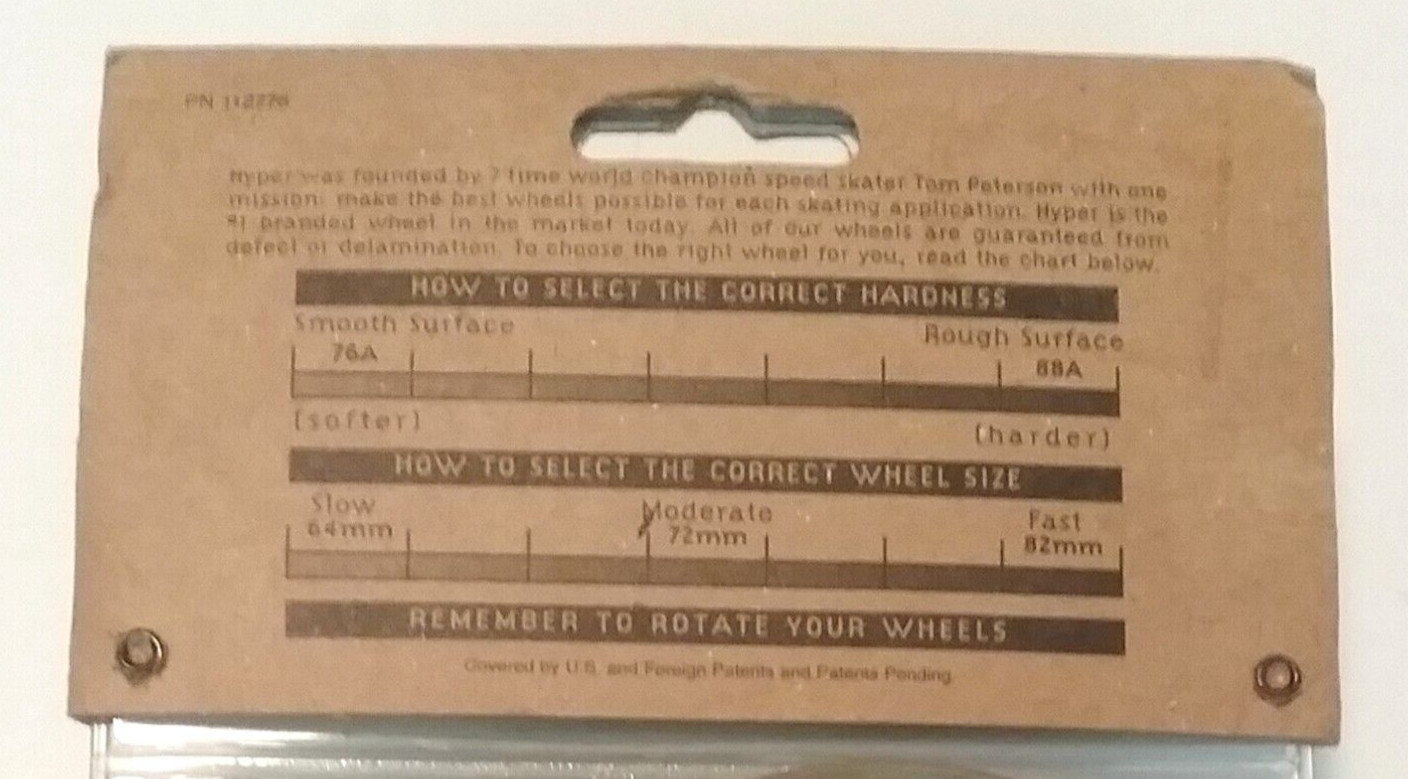 PN 112776
Hyper was founded by 7 time world champion speed skater Tom Peterson with one
mission: make the best wheels possible for each skating application. Hyper is the
#1 branded wheel in the market today. All of our wheels are guaranteed from
defect or delamination. To choose the right wheel for you, read the chart below.
HOW TO SELECT THE CORRECT HARDNESS
Smooth Surface Rough Surface
76A 88A
(softer) (harder)
HOW TO SELECT THE CORRECT WHEEL SIZE
Slow Moderate Fast
64mm 72mm 82mm
REMEMBER TO ROTATE YOUR WHEELS
Covered by U.S. and Foreign Patents and Patents Pending